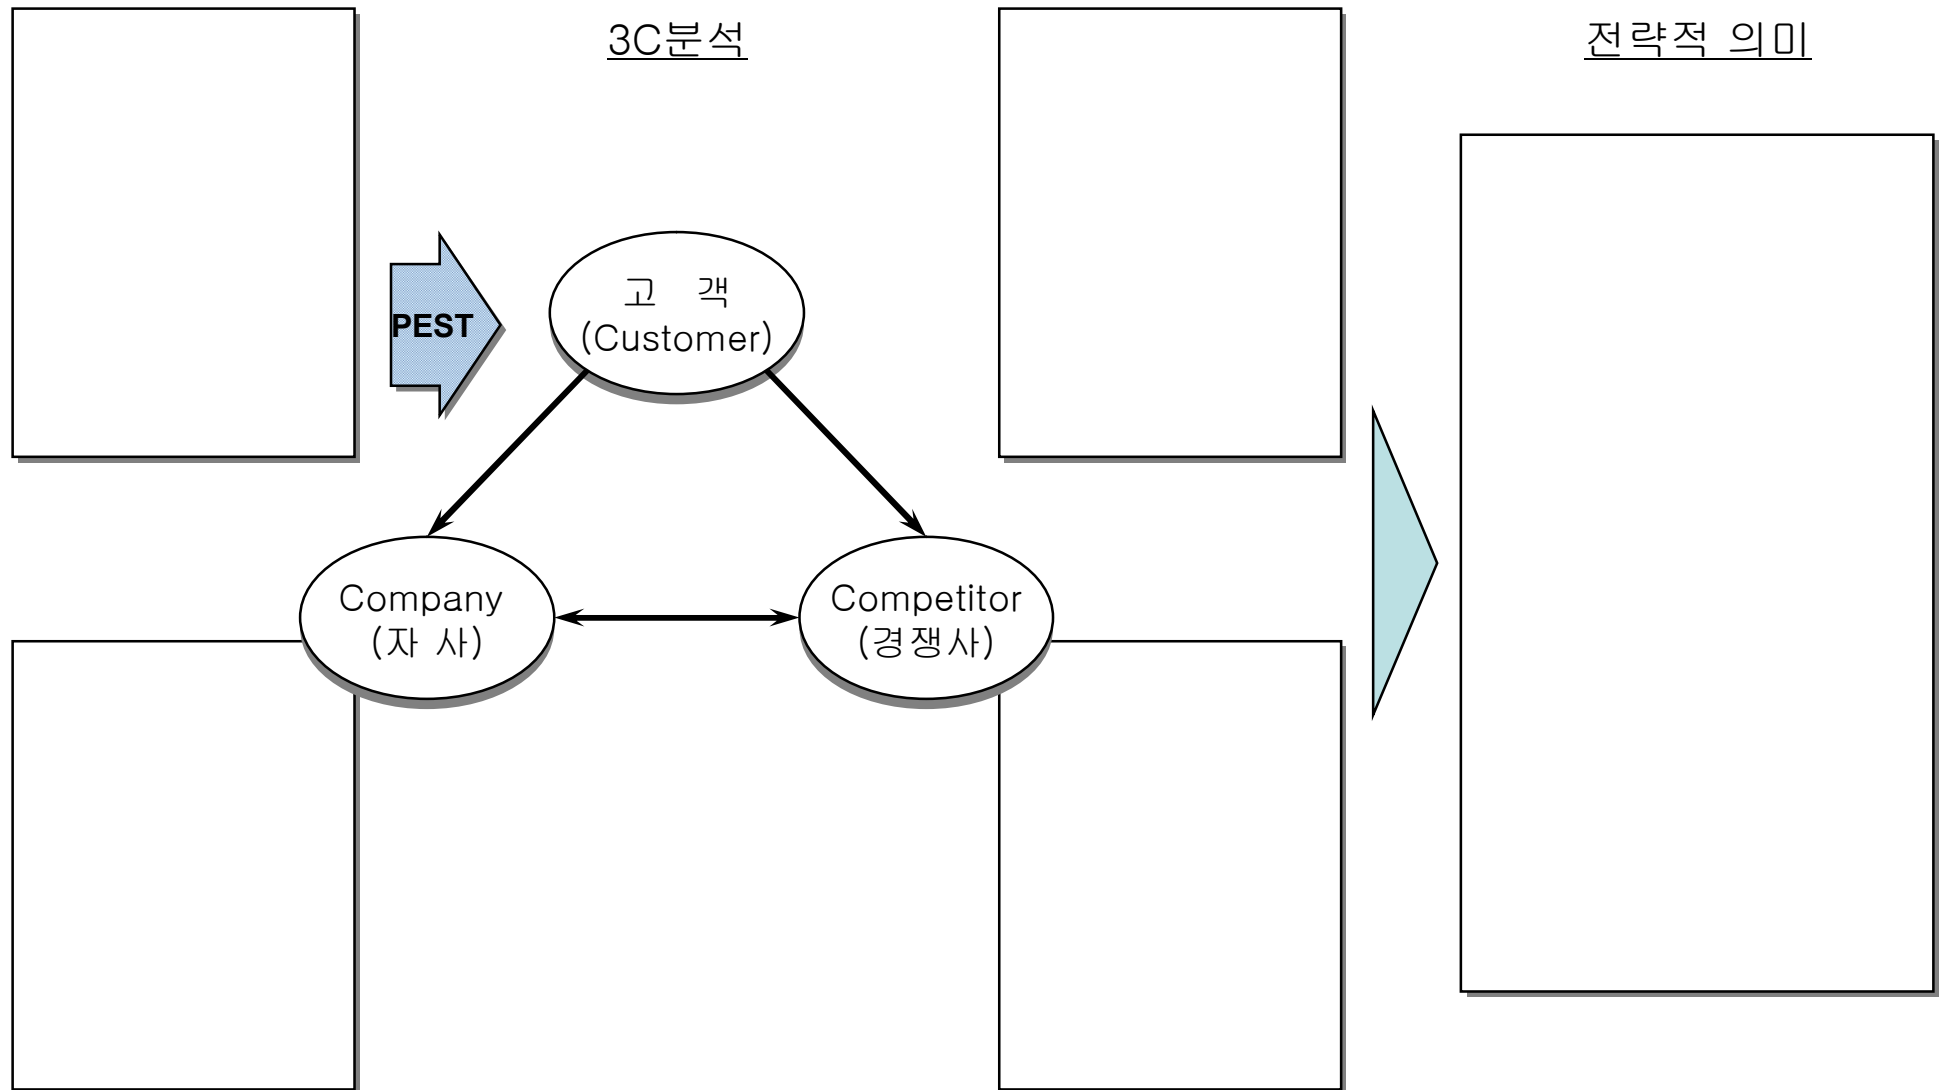 3C분석
전략적 의미
PEST
고 객
(Customer)
Company
(자 사)
Competitor
(경쟁사)